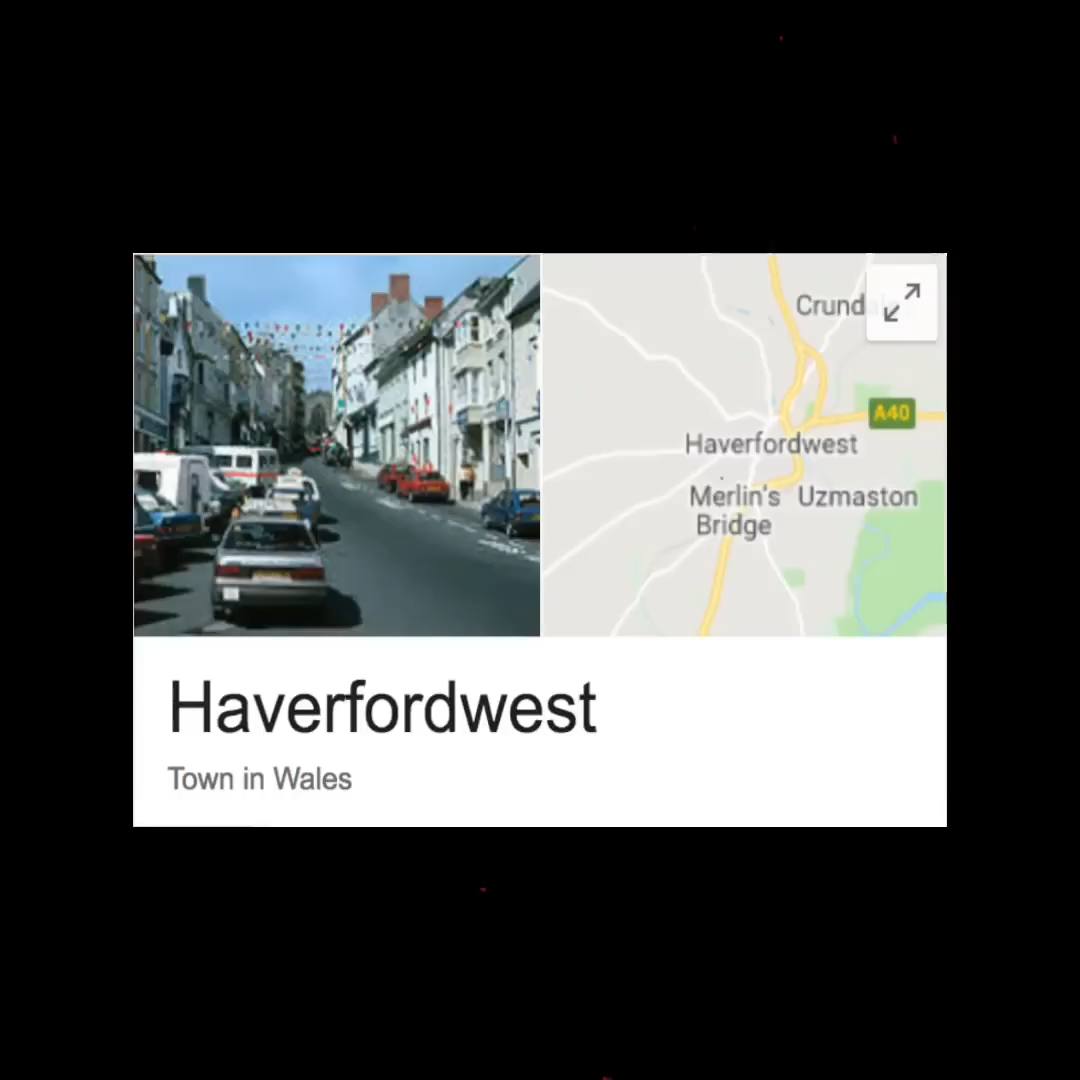 Crund
A40
Haverfordwest
Merlin's Uzmaston
Bridge
Haverfordwest
Town in Wales